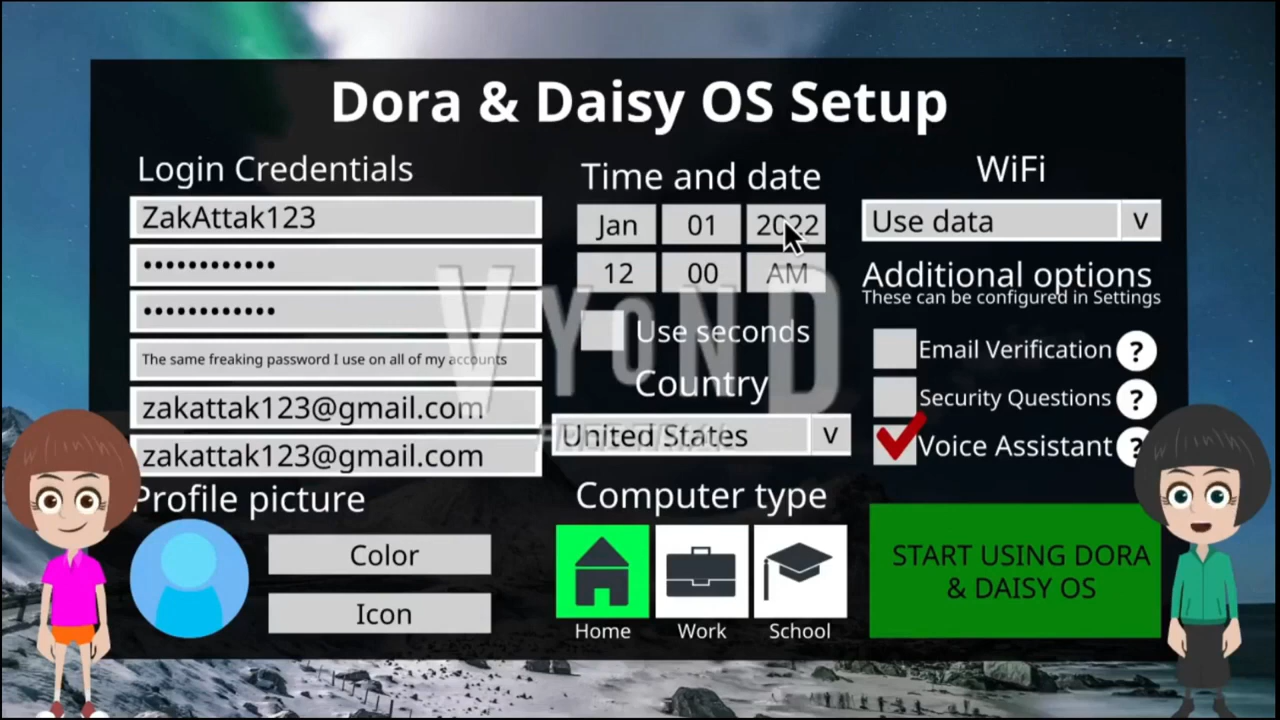 Dora & Daisy OS Setup
Login Credentials
ZakAttak123
••••••••••••
••••••••••••
The same freaking password I use on all of my accounts
zakattak123@gmail.com
zakattak123@gmail.com
Profile picture
Color
Icon
Time and date
Jan 01 2022
12 00 AM
Use seconds
Country
United States v
Computer type
Home Work School
WiFi
Use data v
Additional options
These can be configured in Settings
Email Verification ?
Security Questions ?
Voice Assistant ?
START USING DORA
& DAISY OS
VYOND